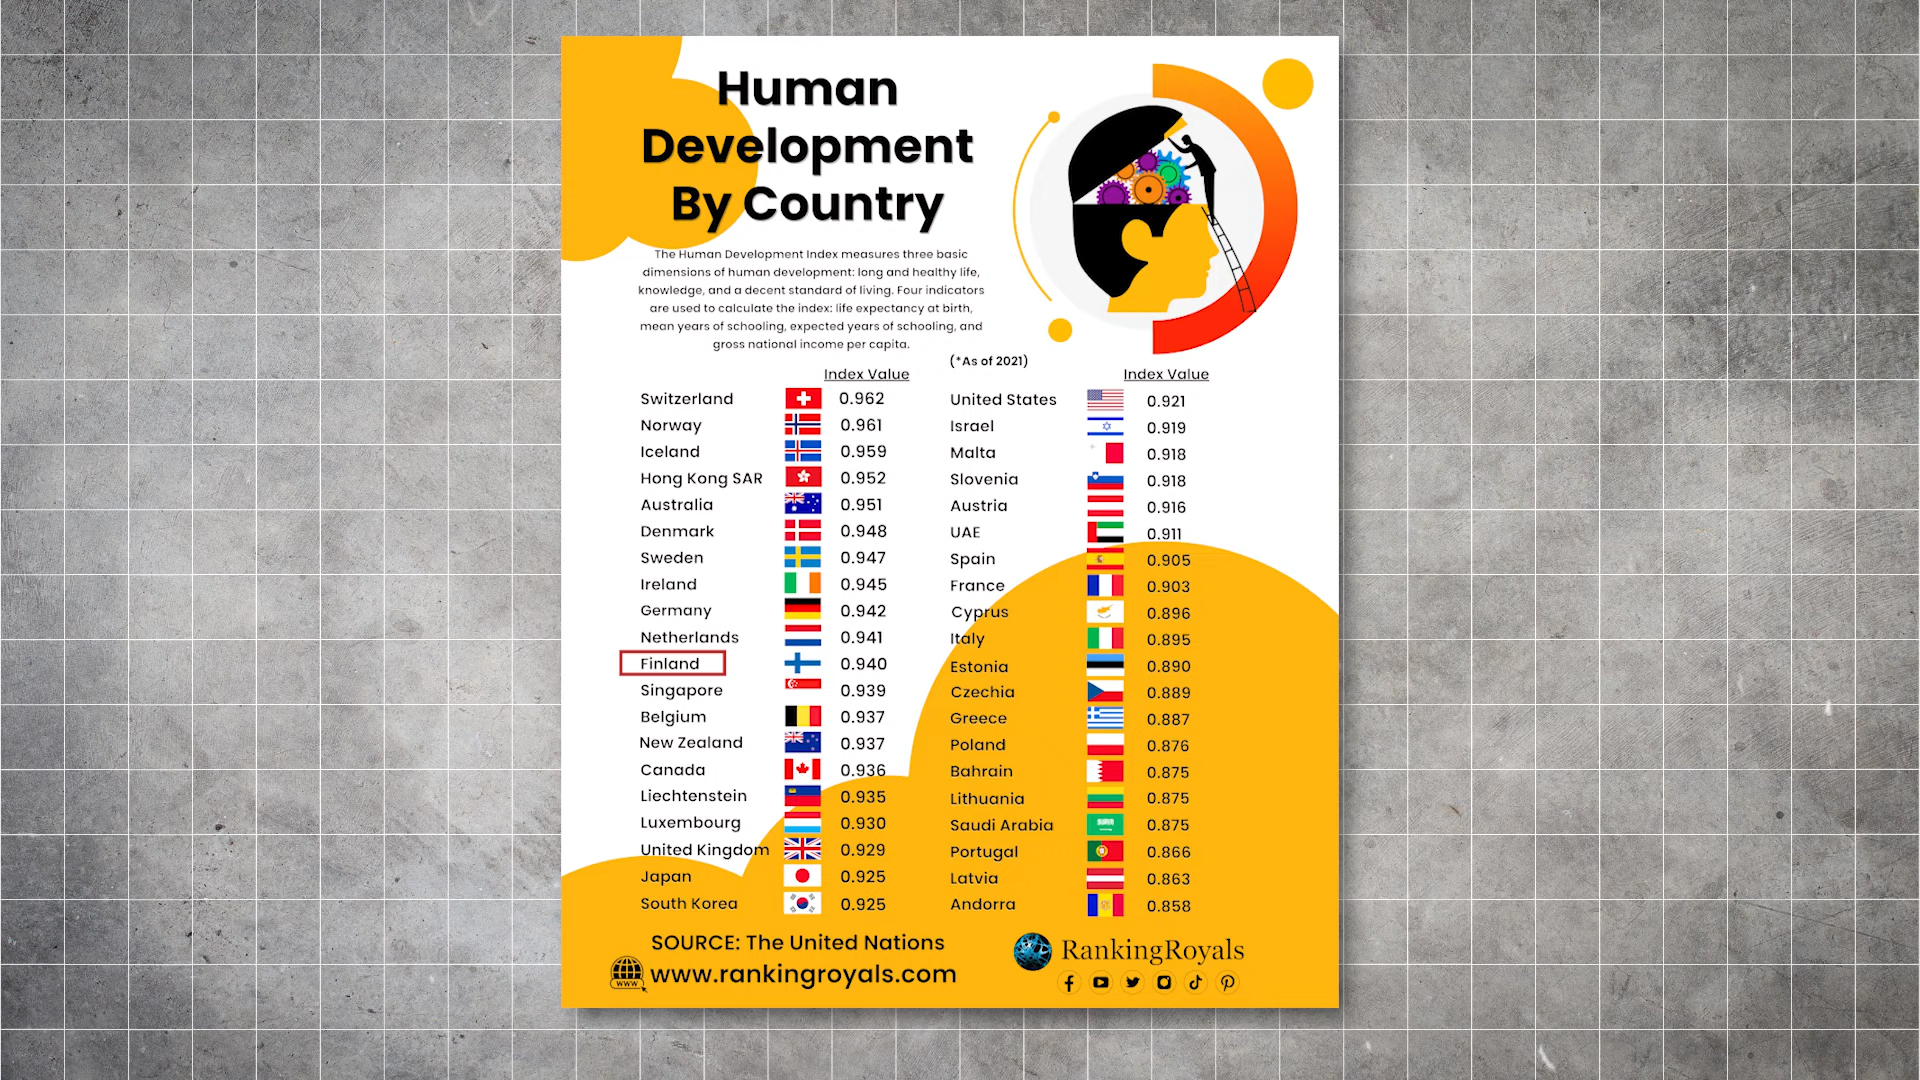 Human
Development
By Country
The Human Development Index measures three basic
dimensions of human development: long and healthy life,
knowledge, and a decent standard of living. Four indicators
are used to calculate the index: life expectancy at birth,
mean years of schooling, expected years of schooling, and
gross national income per capita.
(*As of 2021)
Index Value
Switzerland 0.962
Norway 0.961
Iceland 0.959
Hong Kong SAR 0.952
Australia 0.951
Denmark 0.948
Sweden 0.947
Ireland 0.945
Germany 0.942
Netherlands 0.941
Finland 0.940
Singapore 0.939
Belgium 0.937
New Zealand 0.937
Canada 0.936
Liechtenstein 0.935
Luxembourg 0.930
United Kingdom 0.929
Japan 0.925
South Korea 0.925
Index Value
United States 0.921
Israel 0.919
Malta 0.918
Slovenia 0.918
Austria 0.916
UAE 0.911
Spain 0.905
France 0.903
Cyprus 0.896
Italy 0.895
Estonia 0.890
Czechia 0.889
Greece 0.887
Poland 0.876
Bahrain 0.875
Lithuania 0.875
Saudi Arabia 0.875
Portugal 0.866
Latvia 0.863
Andorra 0.858
SOURCE: The United Nations
www
www.rankingroyals.com
RankingRoyals